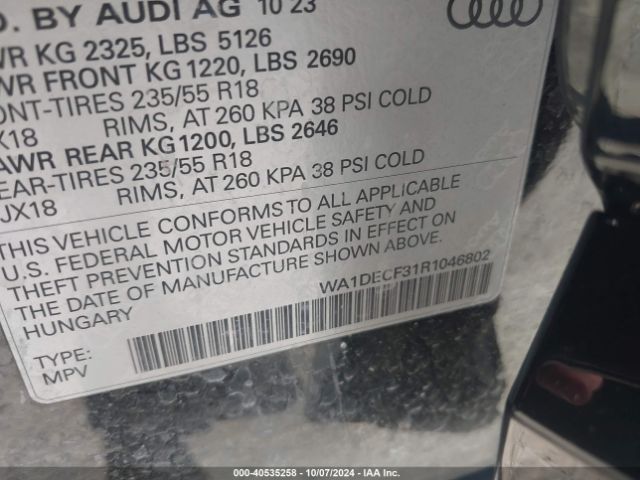 D. BY AUDI AG 10 23
WR KG 2325, LBS 5126
WR FRONT KG 1220, LBS 2690
ONT-TIRES 235/55 R18
X18 RIMS, AT 260 KPA 38 PSI COLD
AWR REAR KG 1200, LBS 2646
EAR-TIRES 235/55 R18
JX18 RIMS, AT 260 KPA 38 PSI COLD
THIS VEHICLE CONFORMS TO ALL APPLICABLE
U.S. FEDERAL MOTOR VEHICLE SAFETY AND
THEFT PREVENTION STANDARDS IN EFFECT ON
THE DATE OF MANUFACTURE SHOWN ABOVE.
HUNGARY
WA1DECF31R1046802
TYPE:
MPV
000-40535258 - 10/07/2024 - IAA Inc.